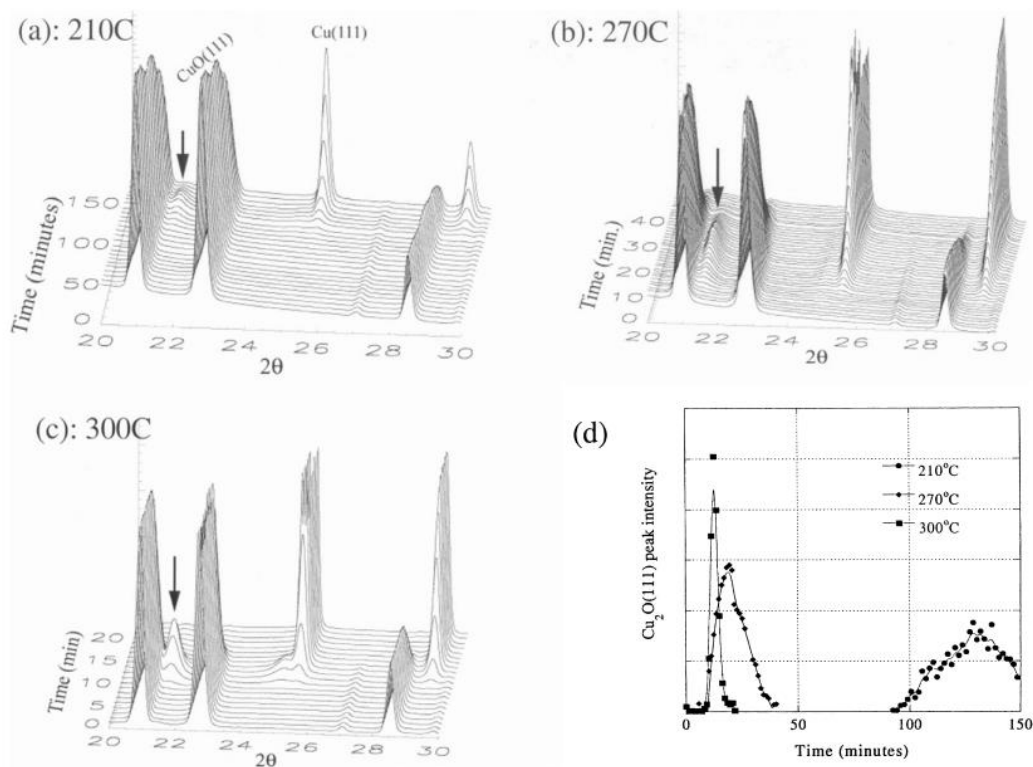 (a): 210C
CuO(111)
Cu(111)
150
100
50
0
Time (minutes)
20 22 24 26 28 30
2θ
(b): 270C
40
30
20
10
0
Time (min.)
20 22 24 26 28 30
2θ
(c): 300C
20
15
10
5
0
Time (min)
20 22 24 26 28 30
2θ
(d)
210°C
270°C
300°C
Cu₂O(111) peak intensity
0 50 100 150
Time (minutes)